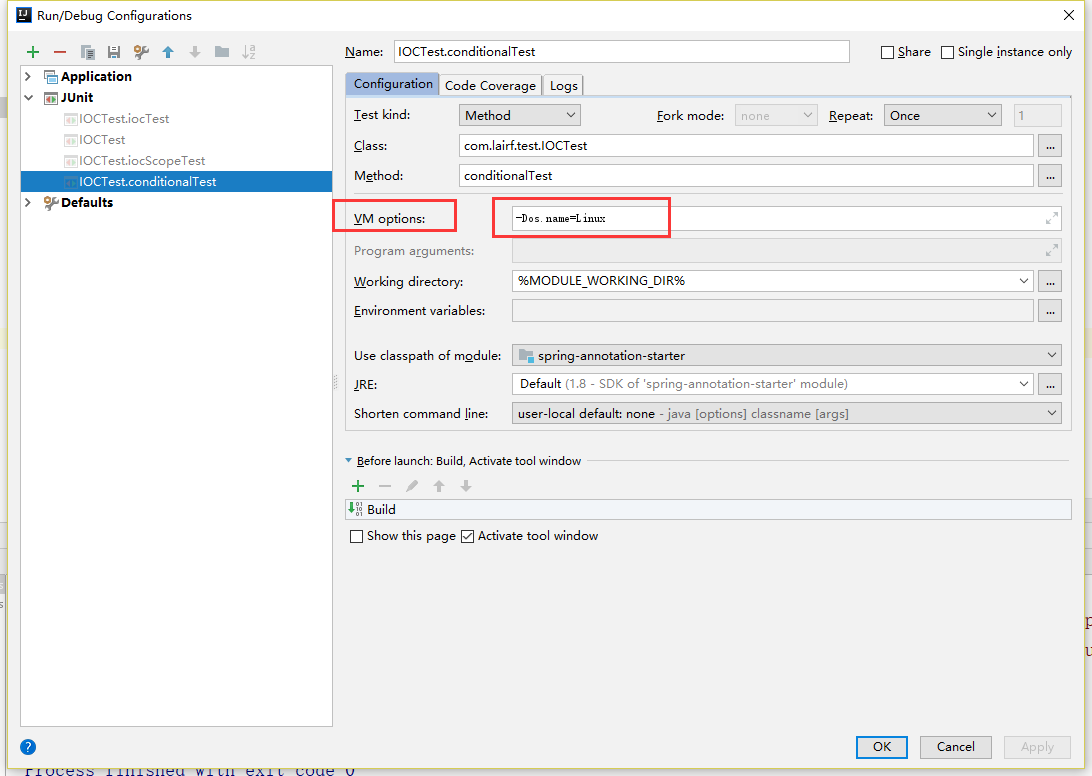 Run/Debug Configurations
Name: IOCTest.conditionalTest Share Single instance only
Application
JUnit
IOCTest.iocTest
IOCTest
IOCTest.iocScopeTest
IOCTest.conditionalTest
Defaults
Configuration Code Coverage Logs
Test kind: Method Fork mode: none Repeat: Once 1
Class: com.lairf.test.IOCTest ...
Method: conditionalTest ...
VM options: -Dos.name=Linux
Program arguments:
Working directory: %MODULE_WORKING_DIR% ...
Environment variables: ...
Use classpath of module: spring-annotation-starter
JRE: Default (1.8 - SDK of 'spring-annotation-starter' module) ...
Shorten command line: user-local default: none - java [options] classname [args]
Before launch: Build, Activate tool window
Build
Show this page Activate tool window
? OK Cancel Apply
Process finished with exit code 0